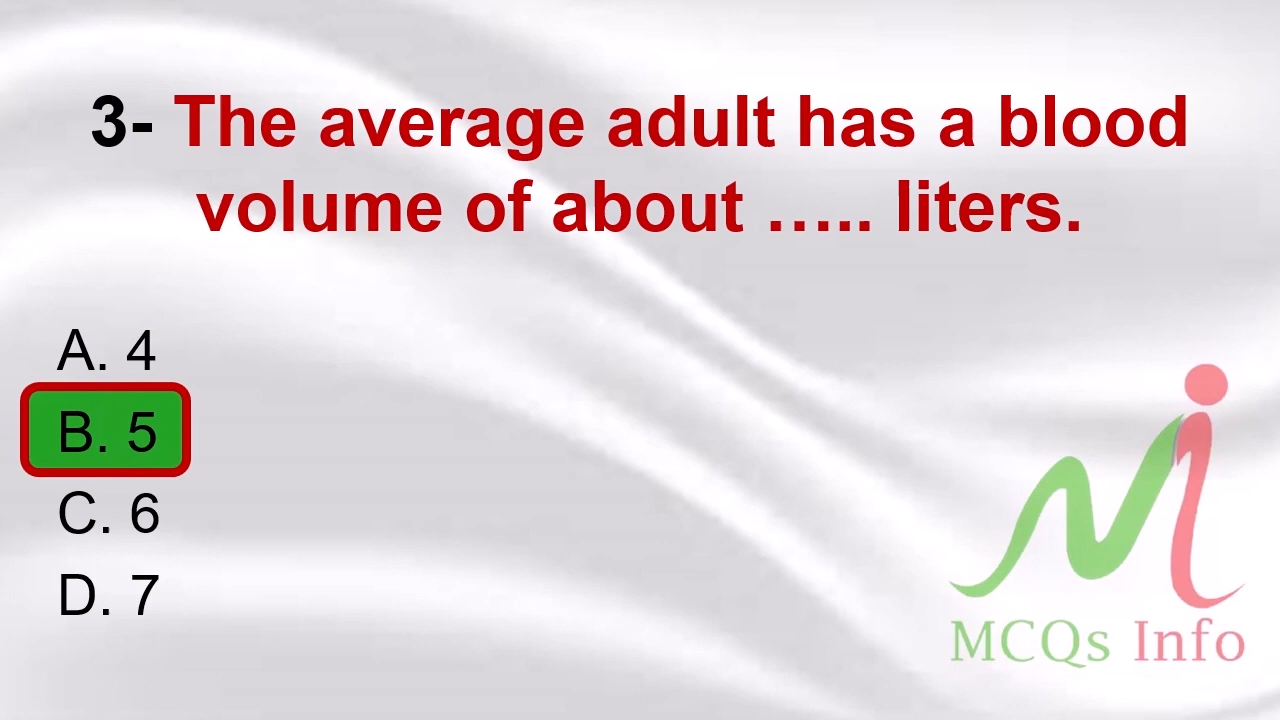 3- The average adult has a blood
volume of about ….. liters.
A. 4
B. 5
C. 6
D. 7
MCQs Info